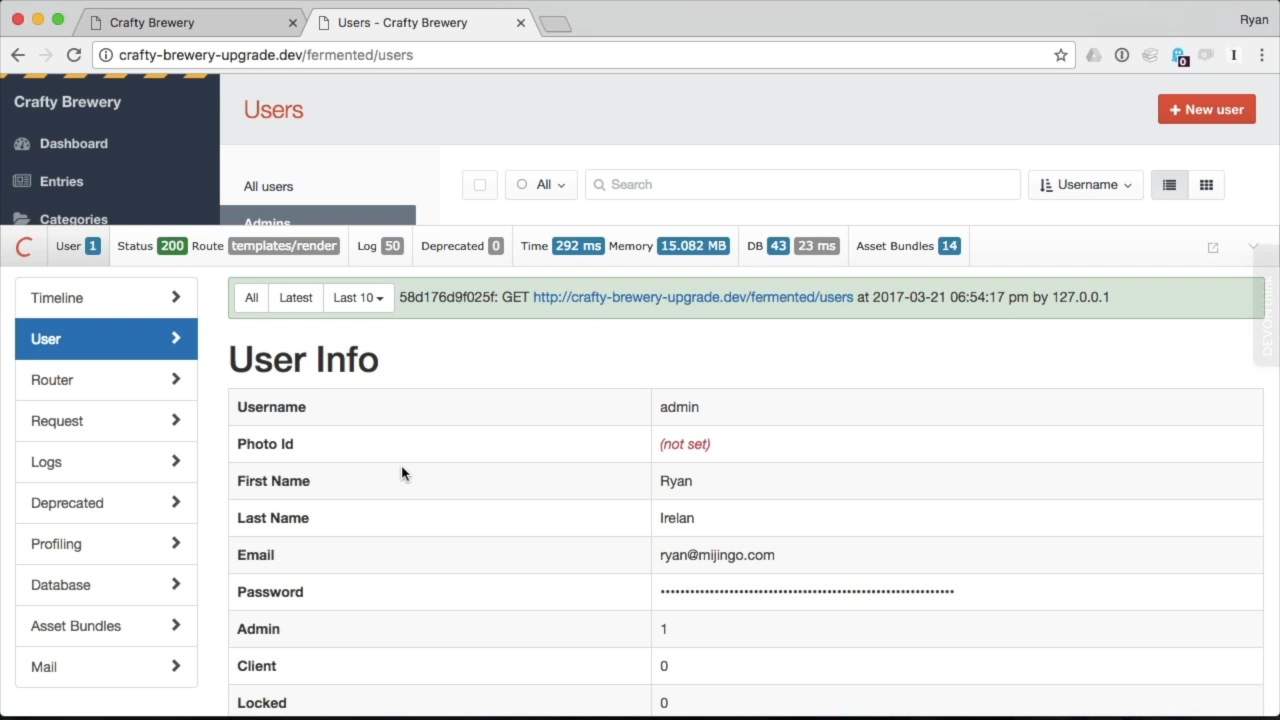 Crafty Brewery
Users - Crafty Brewery
Ryan
crafty-brewery-upgrade.dev/fermented/users
0
Crafty Brewery
Users
New user
Dashboard
Entries
Categories
All users
Admins
All
Search
Username
User 1
Status 200 Route templates/render
Log 50
Deprecated 0
Time 292 ms Memory 15.082 MB
DB 43 23 ms
Asset Bundles 14
Timeline
User
Router
Request
Logs
Deprecated
Profiling
Database
Asset Bundles
Mail
All Latest Last 10 58d176d9f025f: GET http://crafty-brewery-upgrade.dev/fermented/users at 2017-03-21 06:54:17 pm by 127.0.0.1
User Info
Username admin
Photo Id (not set)
First Name Ryan
Last Name Irelan
Email ryan@mijingo.com
Password ••••••••••••••••••••••••••••••••••••••••••••••••••••••••••••
Admin 1
Client 0
Locked 0